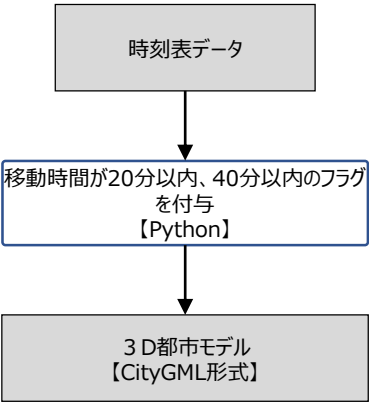 時刻表データ
移動時間が20分以内、40分以内のフラグ
を付与
【Python】
３D都市モデル
【CityGML形式】